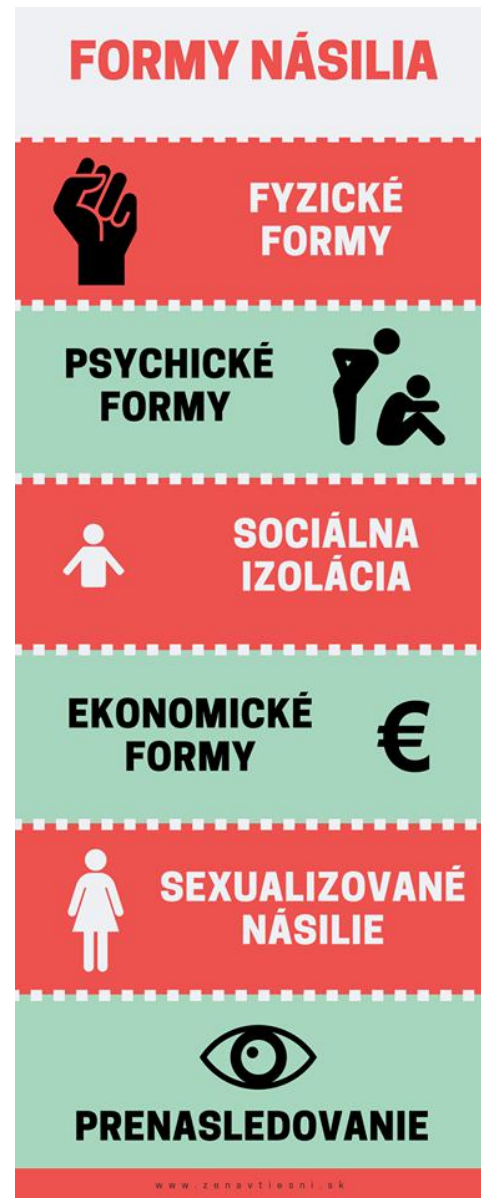 FORMY NÁSILIA
FYZICKÉ
FORMY
PSYCHICKÉ
FORMY
SOCIÁLNA
IZOLÁCIA
EKONOMICKÉ
FORMY
€
SEXUALIZOVANÉ
NÁSILIE
PRENASLEDOVANIE
www.zenavtiesni.sk